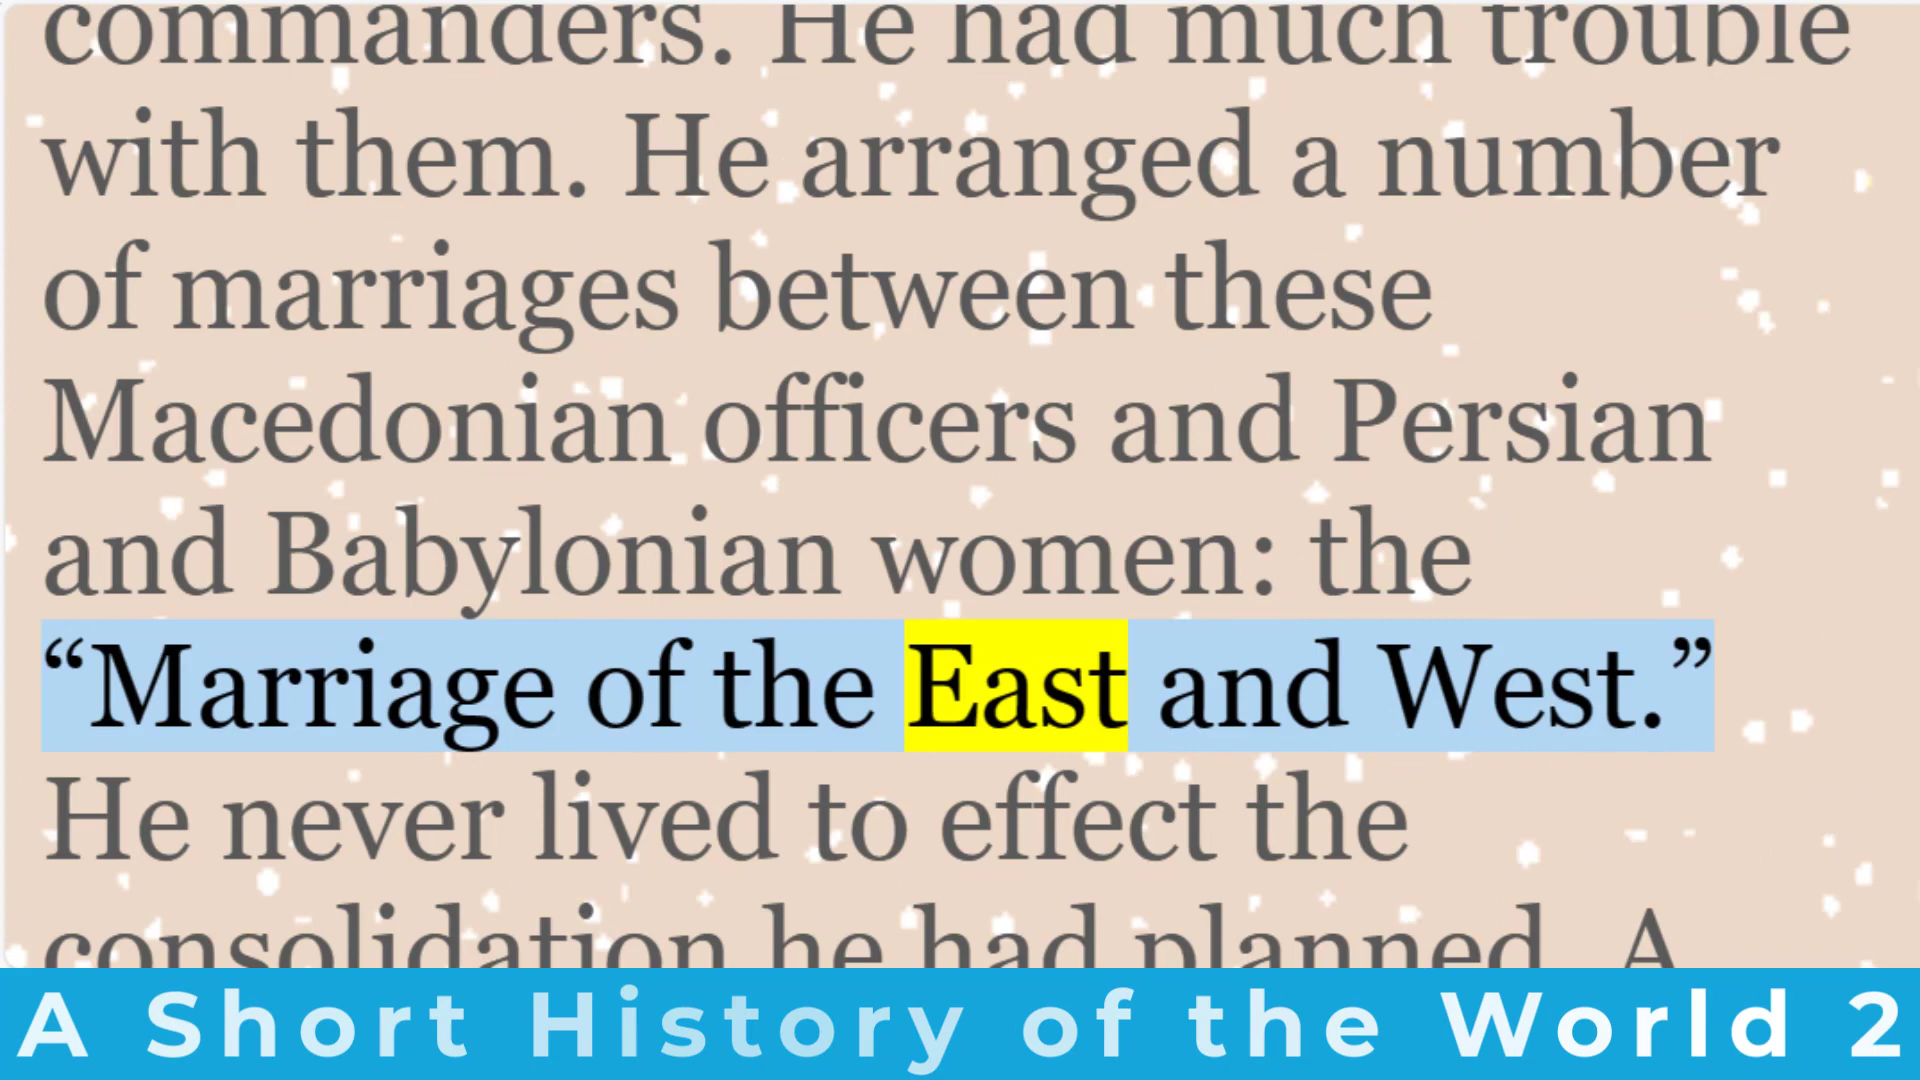 commanders. He had much trouble
with them. He arranged a number
of marriages between these
Macedonian officers and Persian
and Babylonian women: the
“Marriage of the East and West.”
He never lived to effect the
consolidation he had planned. A
A Short History of the World 2